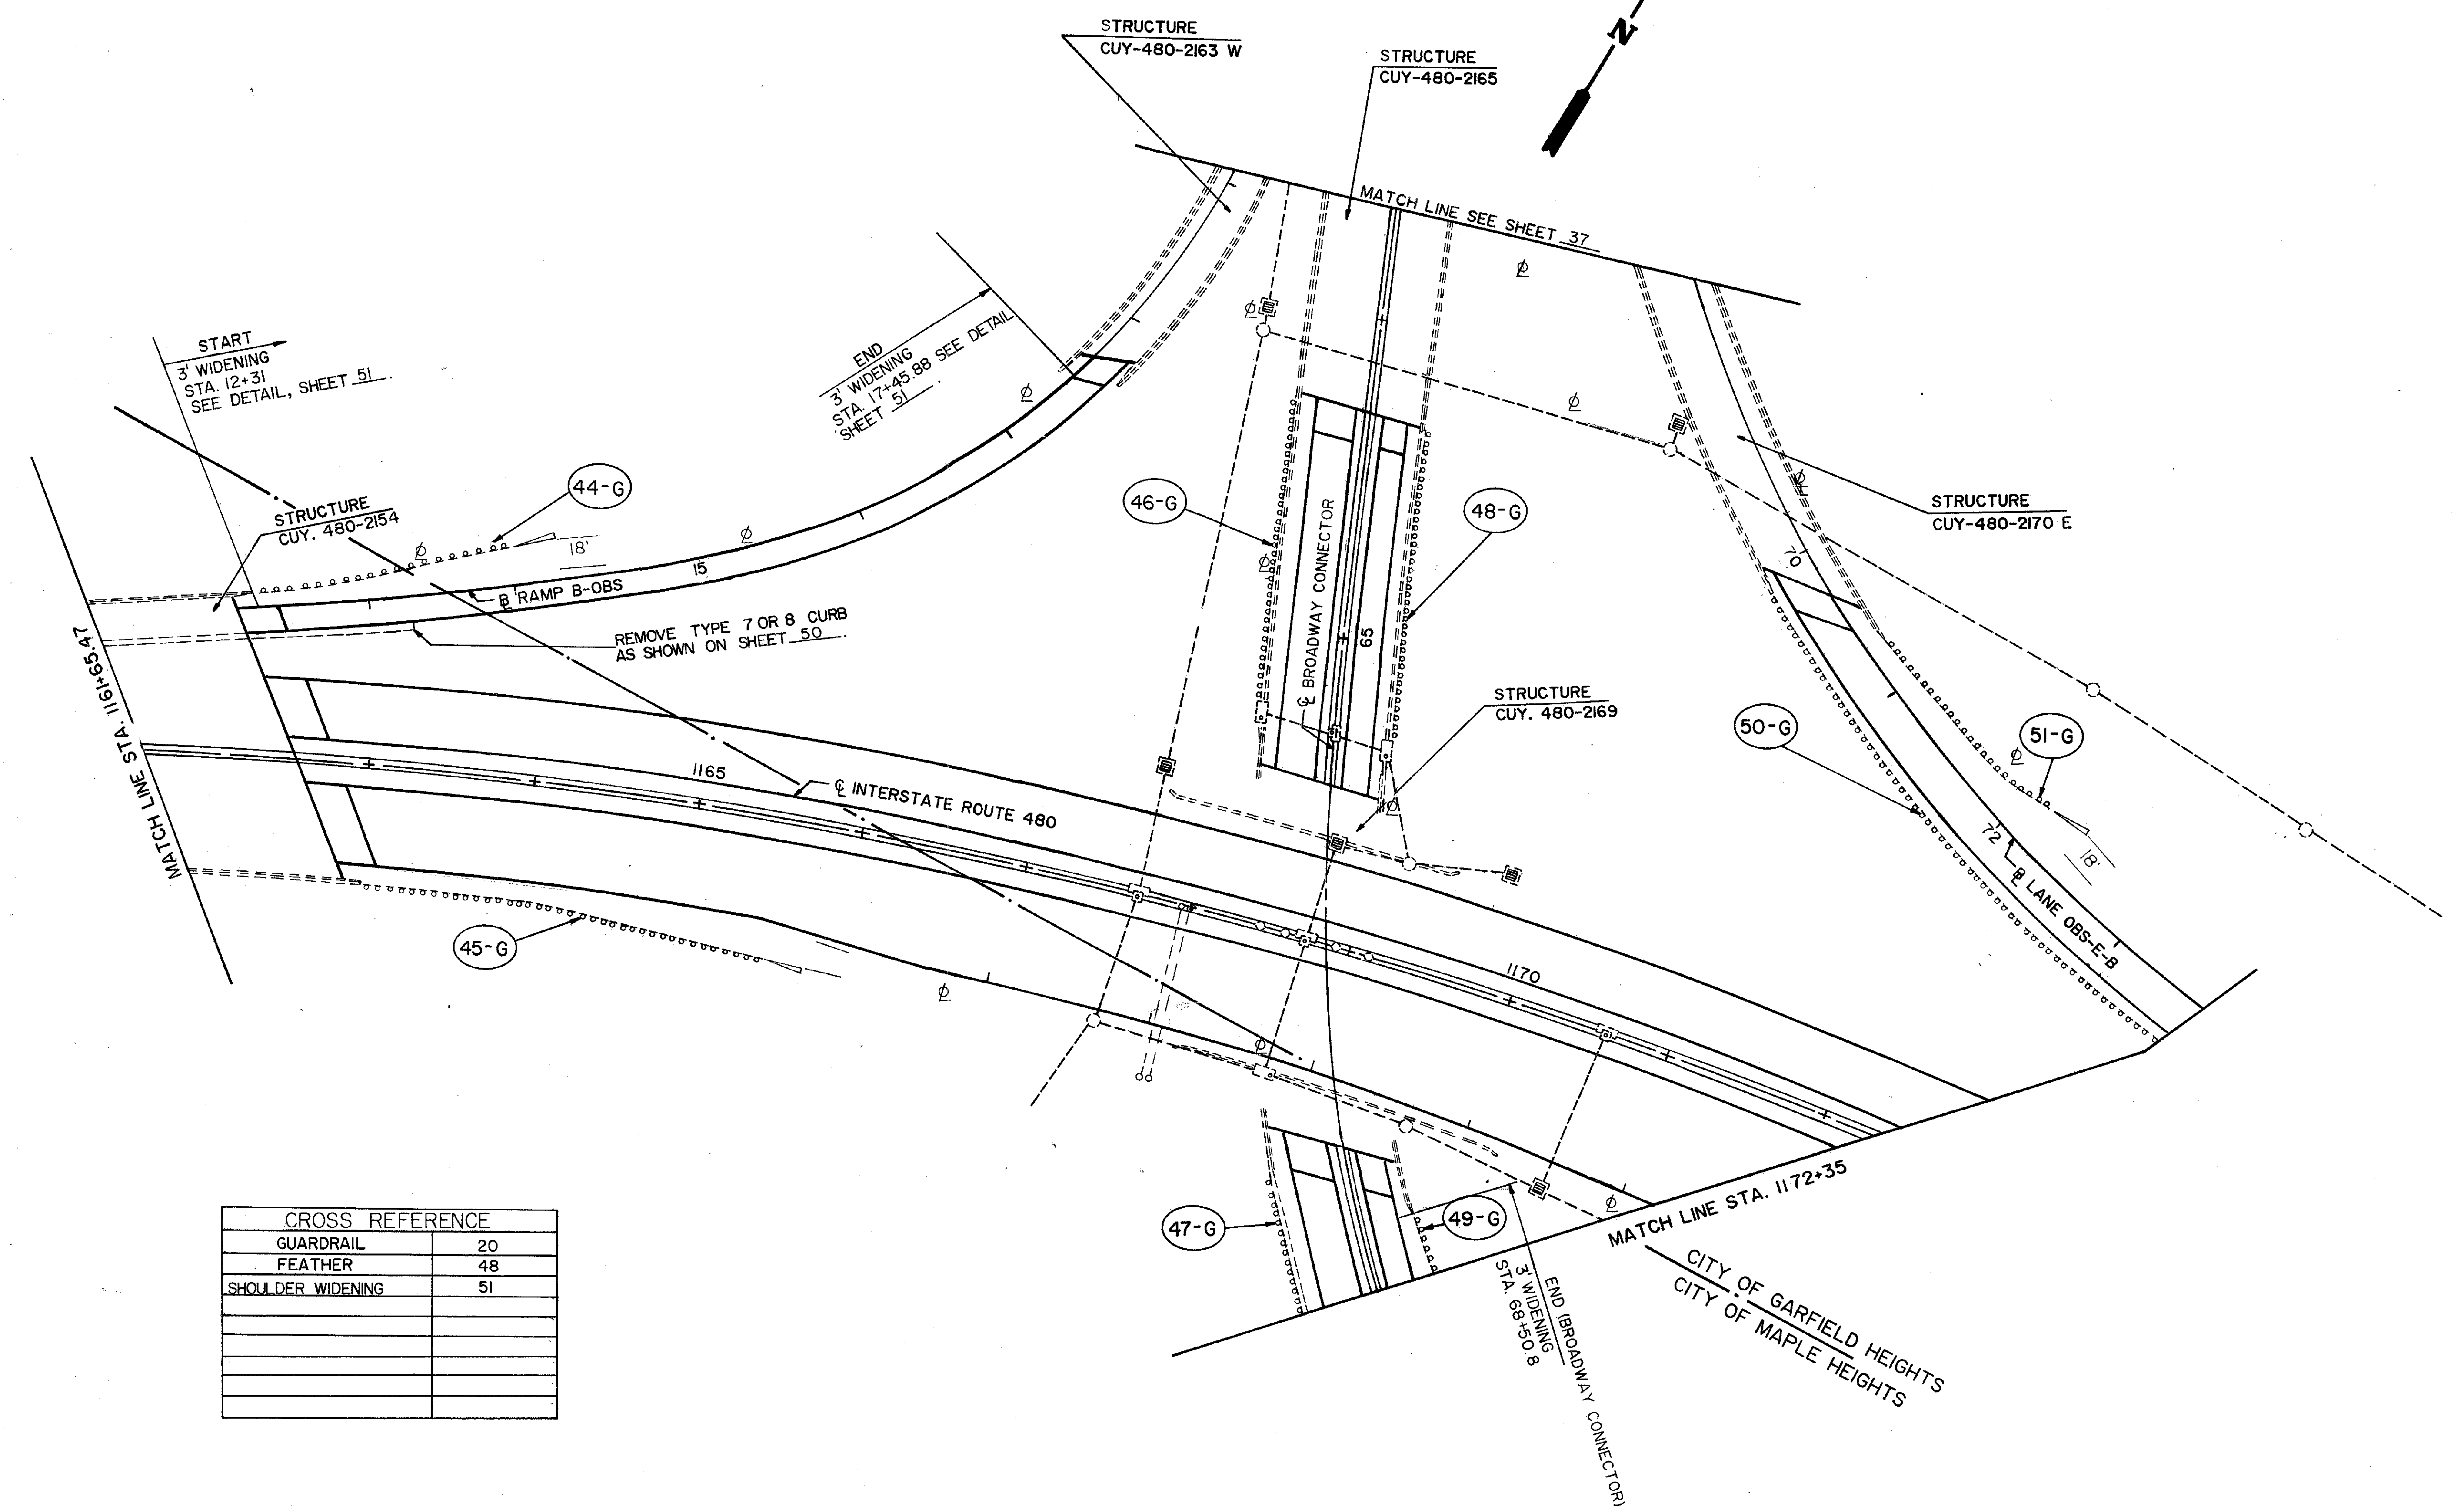 STRUCTURE
CUY-480-2163 W
STRUCTURE
CUY-480-2165
N
MATCH LINE SEE SHEET 37
START
3' WIDENING
STA. 12+31
SEE DETAIL, SHEET 51.
END
3' WIDENING
STA. 17+45.88 SEE DETAIL
SHEET 51.
STRUCTURE
CUY. 480-2154
44-G
18'
46-G
48-G
STRUCTURE
CUY-480-2170 E
70
℄ BROADWAY CONNECTOR
65
15
B̲L RAMP B-OBS
REMOVE TYPE 7 OR 8 CURB
AS SHOWN ON SHEET 50.
MATCH LINE STA. 1161+65.47
STRUCTURE
CUY. 480-2169
50-G
51-G
18'
72
BL LANE OBS-E-B
1165
℄ INTERSTATE ROUTE 480
1170
45-G
47-G
49-G
MATCH LINE STA. 1172+35
CITY OF GARFIELD HEIGHTS
CITY OF MAPLE HEIGHTS
END (BROADWAY CONNECTOR)
3' WIDENING
STA. 68+50.8
CROSS REFERENCE
GUARDRAIL 20
FEATHER 48
SHOULDER WIDENING 51